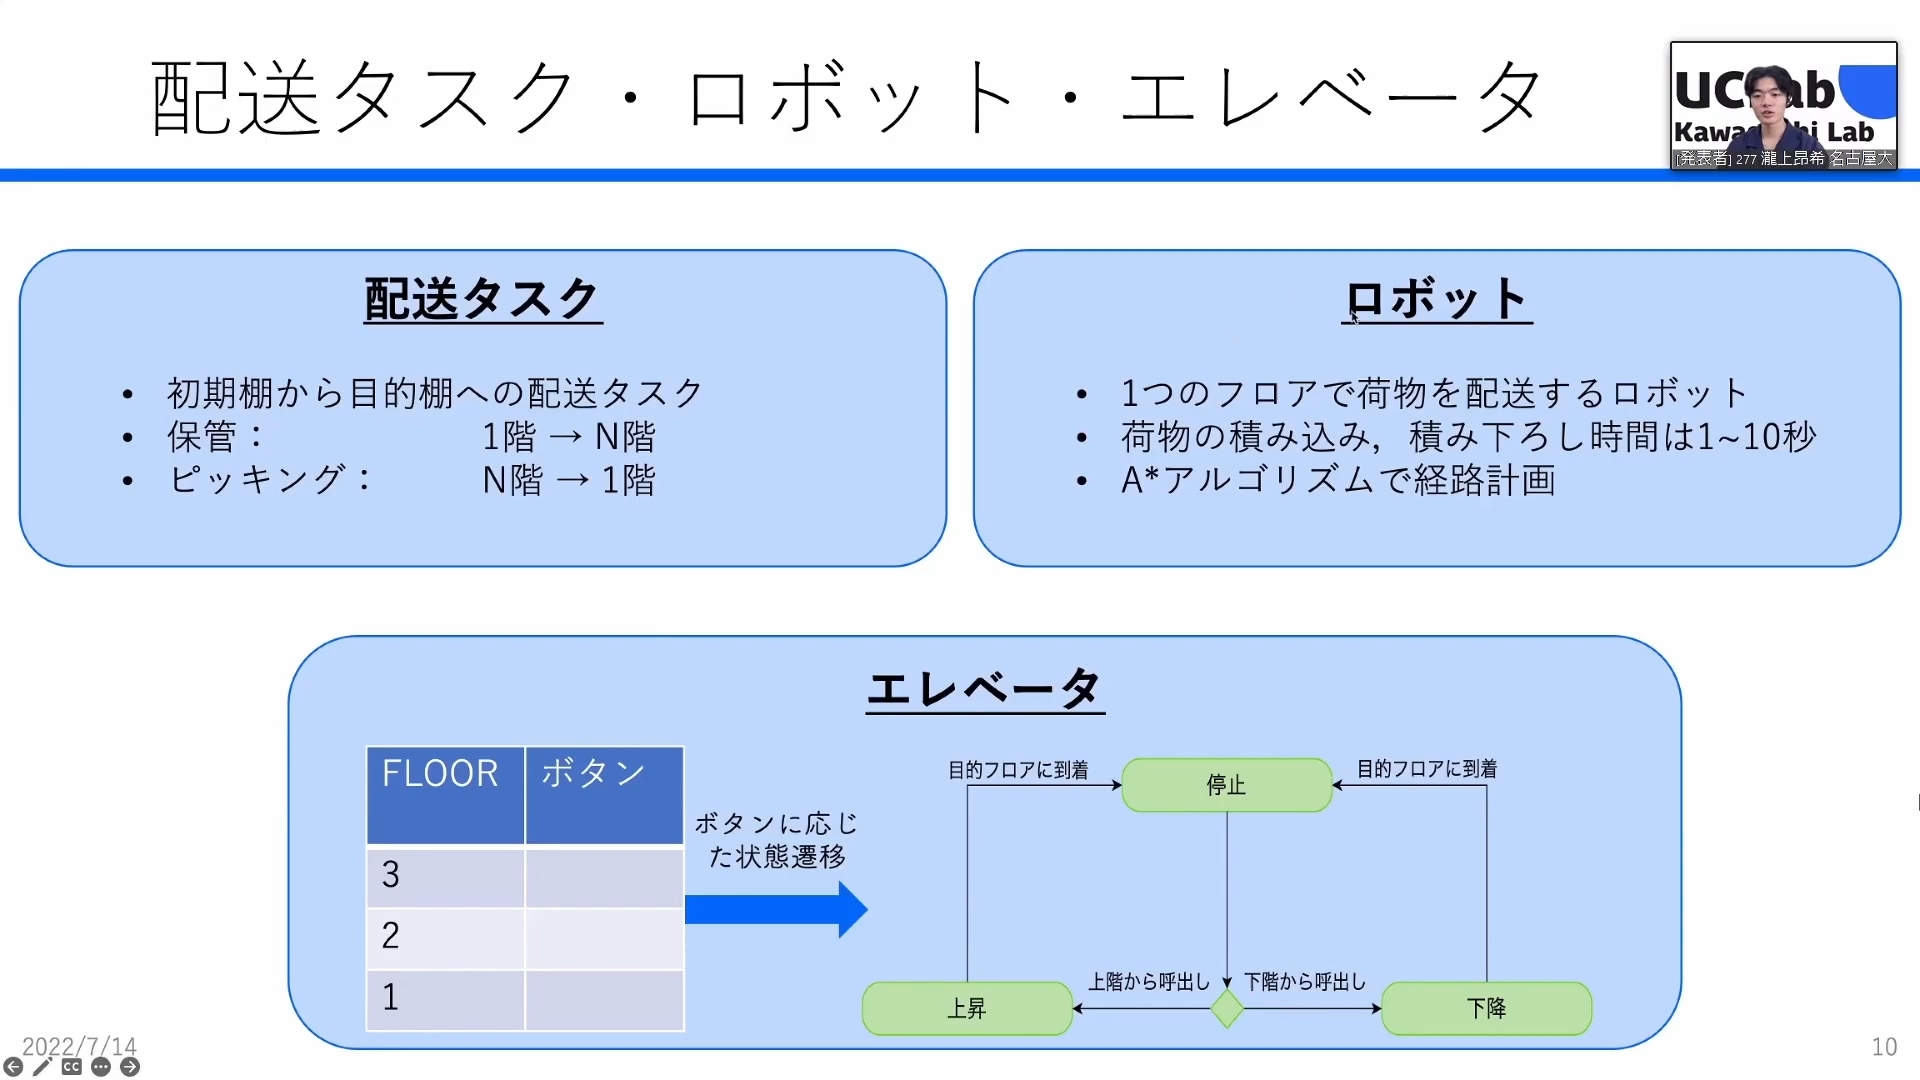 配送タスク・ロボット・エレベータ
UC ab
Kawa hi Lab
[発表者] 277 瀧上昂希 名古屋大
配送タスク
• 初期棚から目的棚への配送タスク
• 保管： 1階 → N階
• ピッキング： N階 → 1階
ロボット
• 1つのフロアで荷物を配送するロボット
• 荷物の積み込み，積み下ろし時間は1~10秒
• A*アルゴリズムで経路計画
エレベータ
FLOOR ボタン
3
2
1
ボタンに応じ
た状態遷移
目的フロアに到着
停止
目的フロアに到着
上階から呼出し
下階から呼出し
上昇
下降
2022/7/14
CC
10